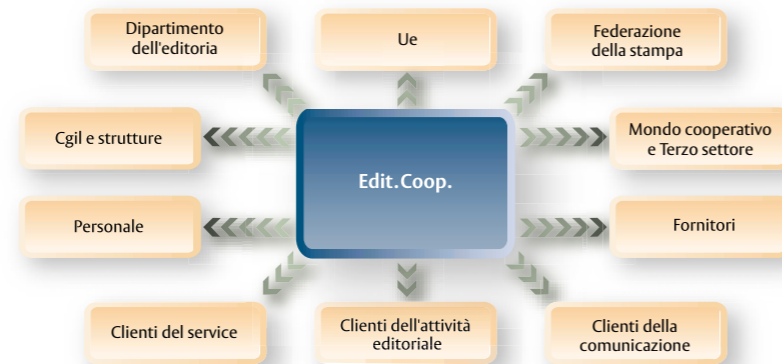 Dipartimento
dell'editoria
Ue
Federazione
della stampa
Cgil e strutture
Edit.Coop.
Mondo cooperativo
e Terzo settore
Personale
Fornitori
Clienti del service
Clienti dell'attività
editoriale
Clienti della
comunicazione